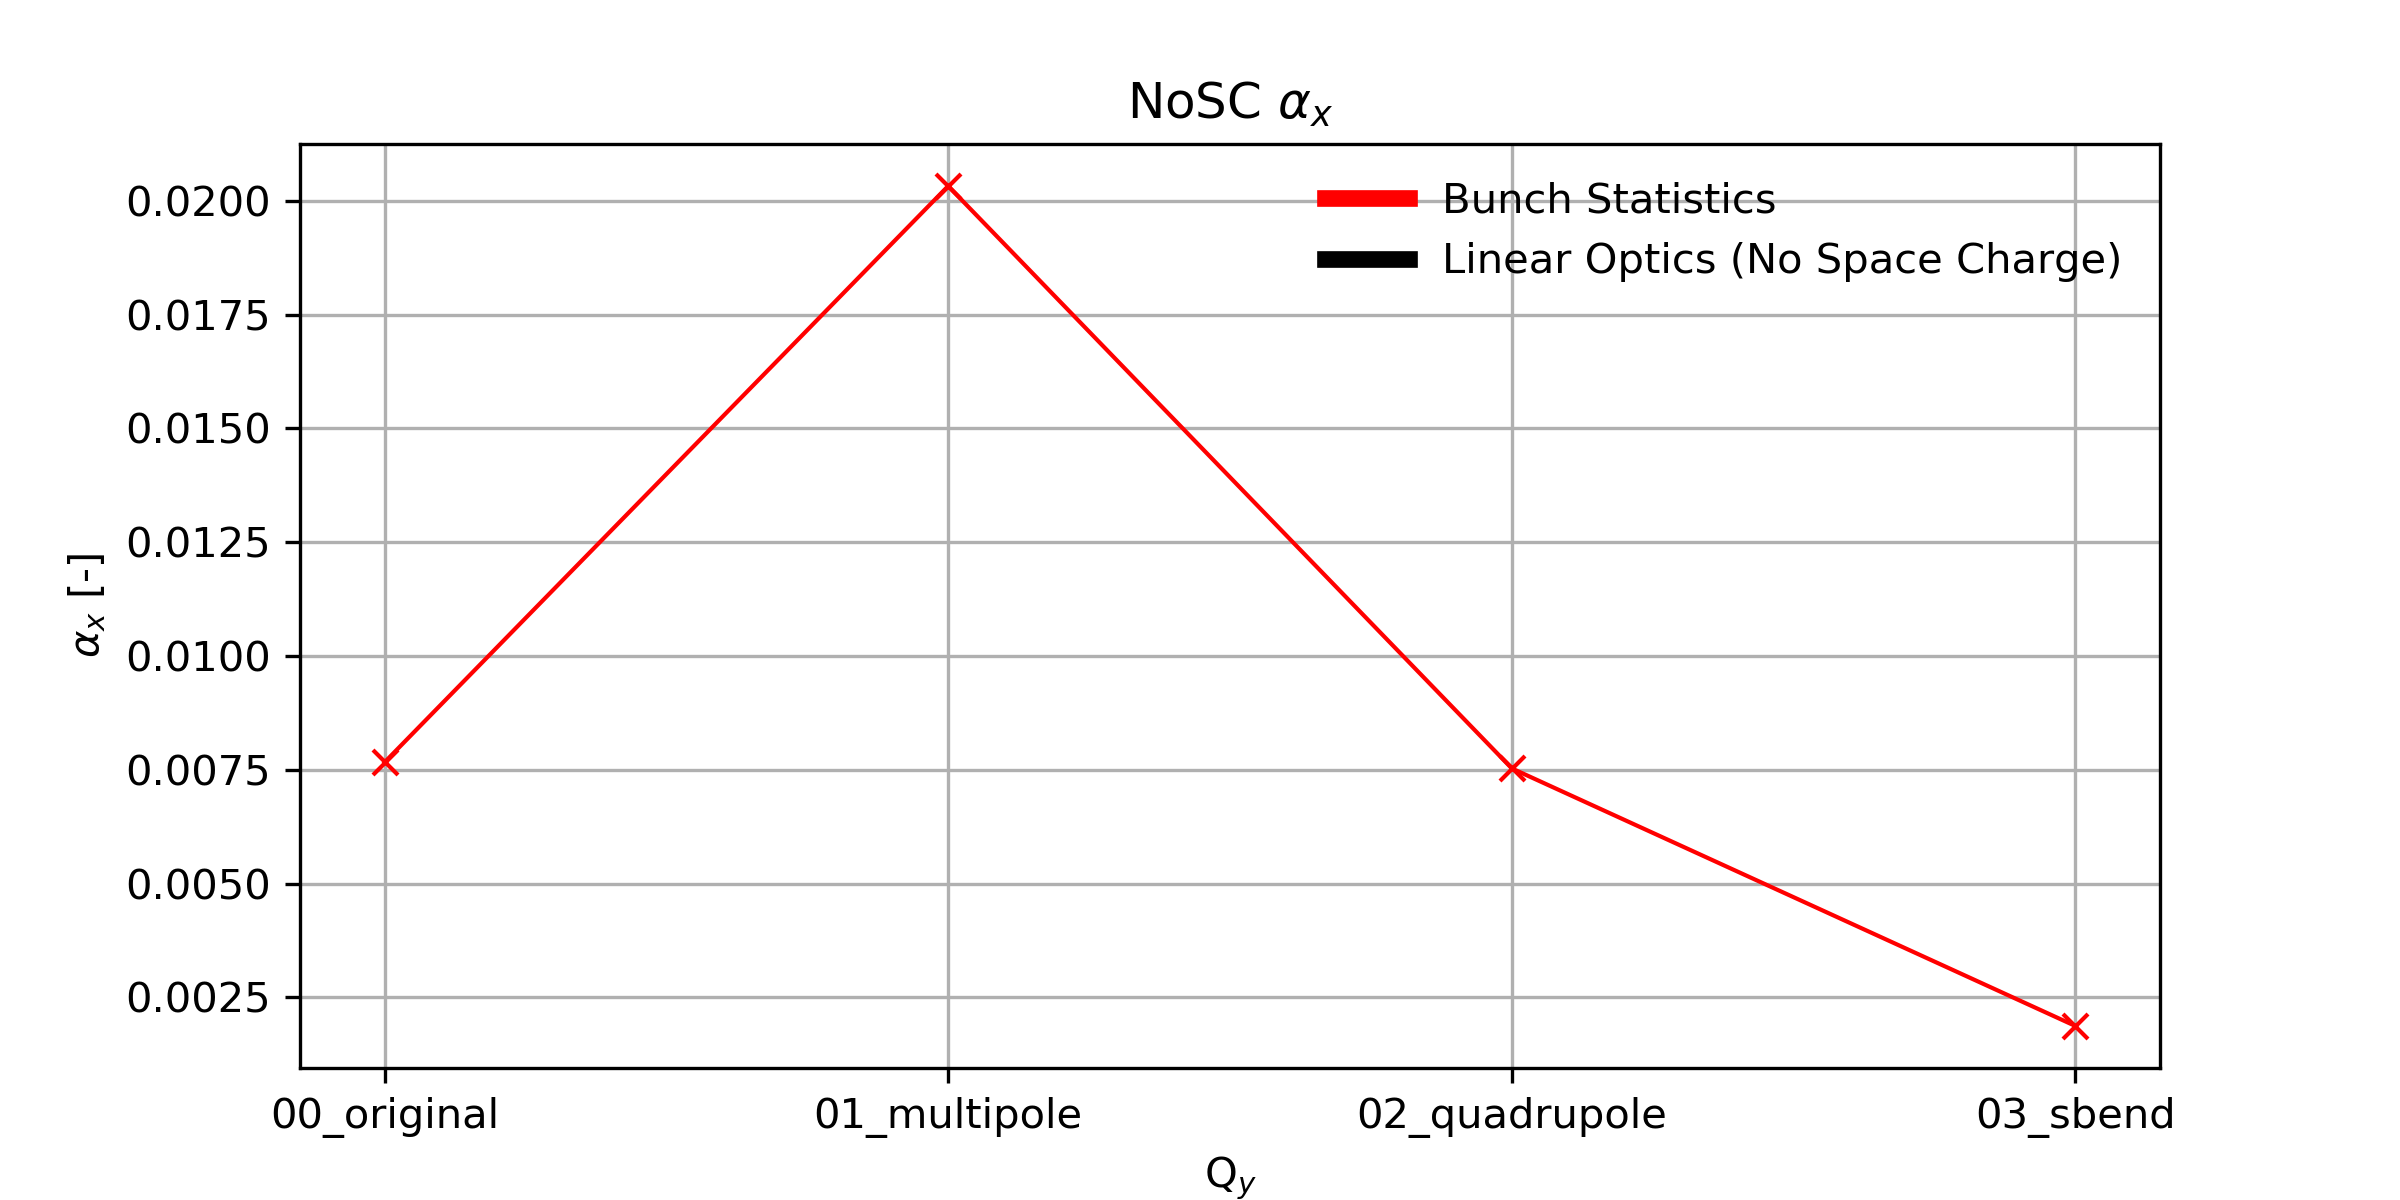 NoSC αx
0.0200
0.0175
0.0150
0.0125
0.0100
0.0075
0.0050
0.0025
αx [-]
Bunch Statistics
Linear Optics (No Space Charge)
00_original 01_multipole 02_quadrupole 03_sbend
Qy